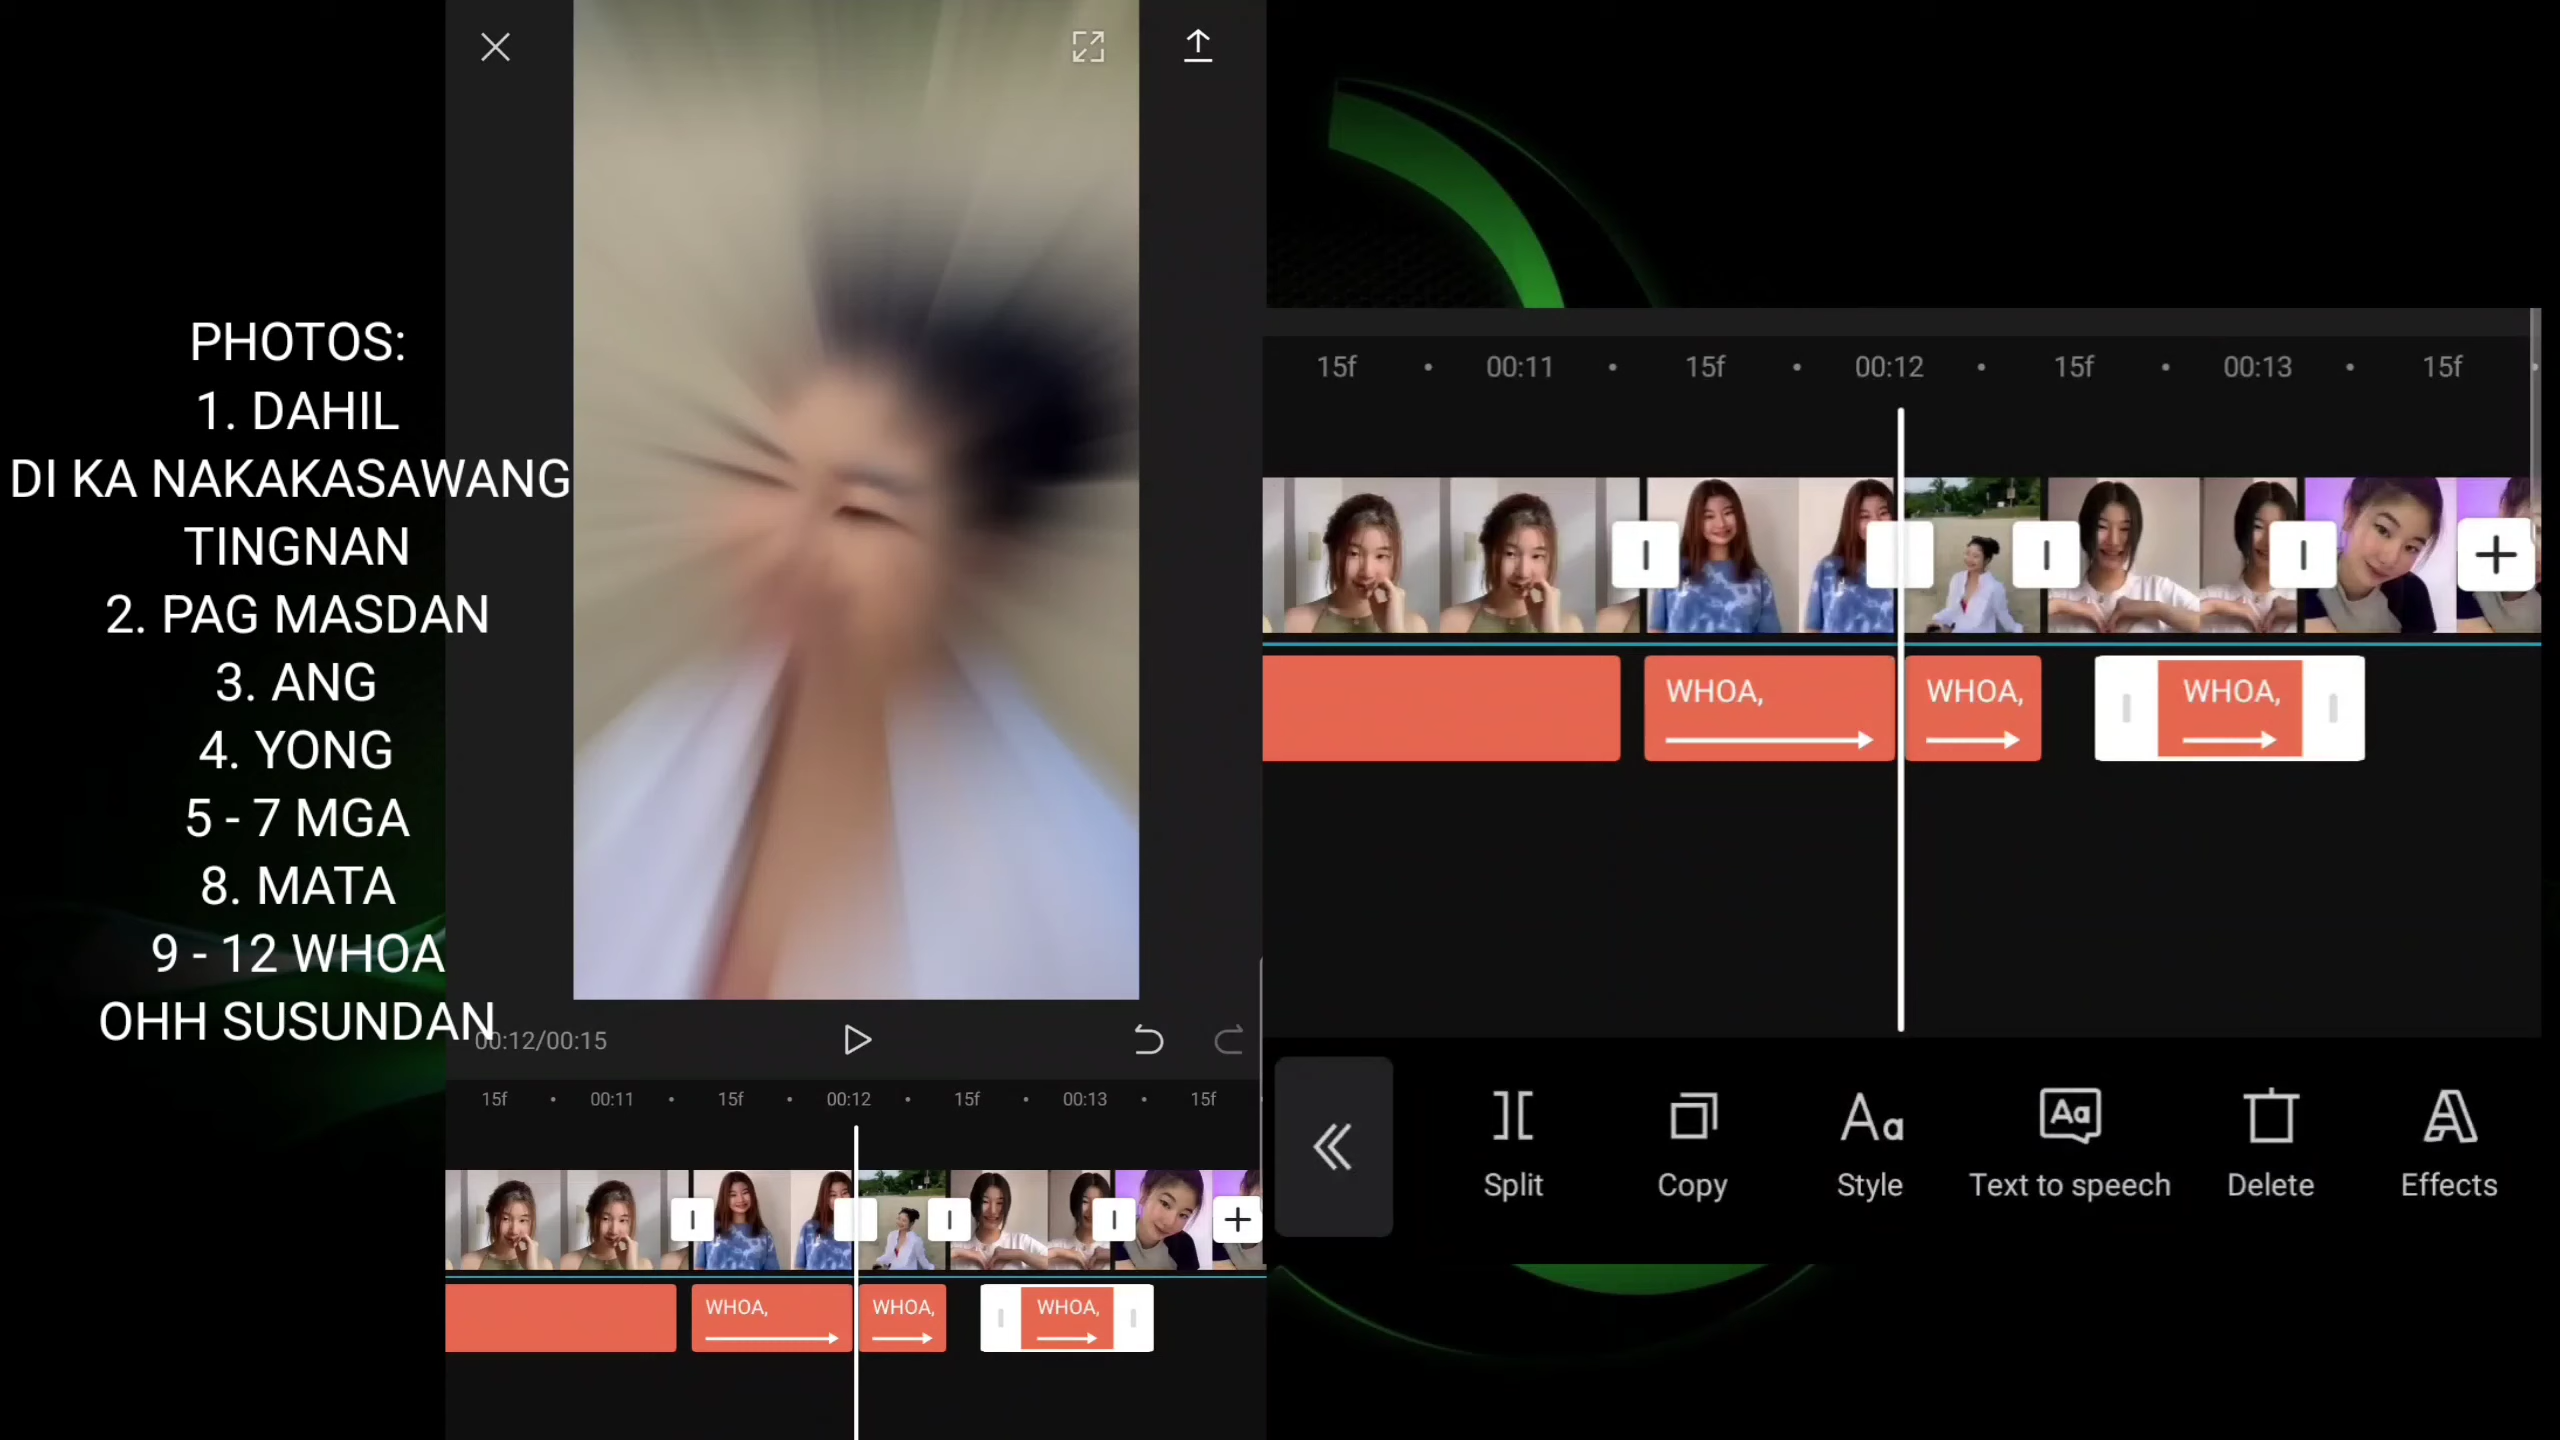 PHOTOS:
1. DAHIL
DI KA NAKAKASAWANG
TINGNAN
2. PAG MASDAN
3. ANG
4. YONG
5 - 7 MGA
8. MATA
9 - 12 WHOA
OHH SUSUNDAN
00:12/00:15
15f 00:11 15f 00:12 15f 00:13 15f
WHOA, WHOA, WHOA,
15f 00:11 15f 00:12 15f 00:13 15f
WHOA, WHOA, WHOA,
Split Copy Aa Style Aa Text to speech Delete A Effects